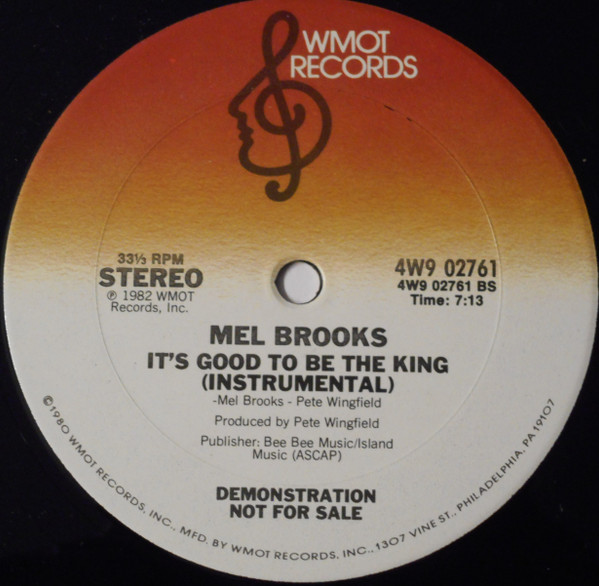 WMOT
RECORDS
33⅓ RPM
STEREO
℗ 1982 WMOT
Records, Inc.
4W9 02761
4W9 02761 BS
Time: 7:13
MEL BROOKS
IT'S GOOD TO BE THE KING
(INSTRUMENTAL)
-Mel Brooks - Pete Wingfield
Produced by Pete Wingfield
Publisher: Bee Bee Music/Island
Music (ASCAP)
DEMONSTRATION
NOT FOR SALE
©1980 WMOT RECORDS, INC., MFD. BY WMOT RECORDS, INC., 1307 VINE ST., PHILADELPHIA, PA 19107